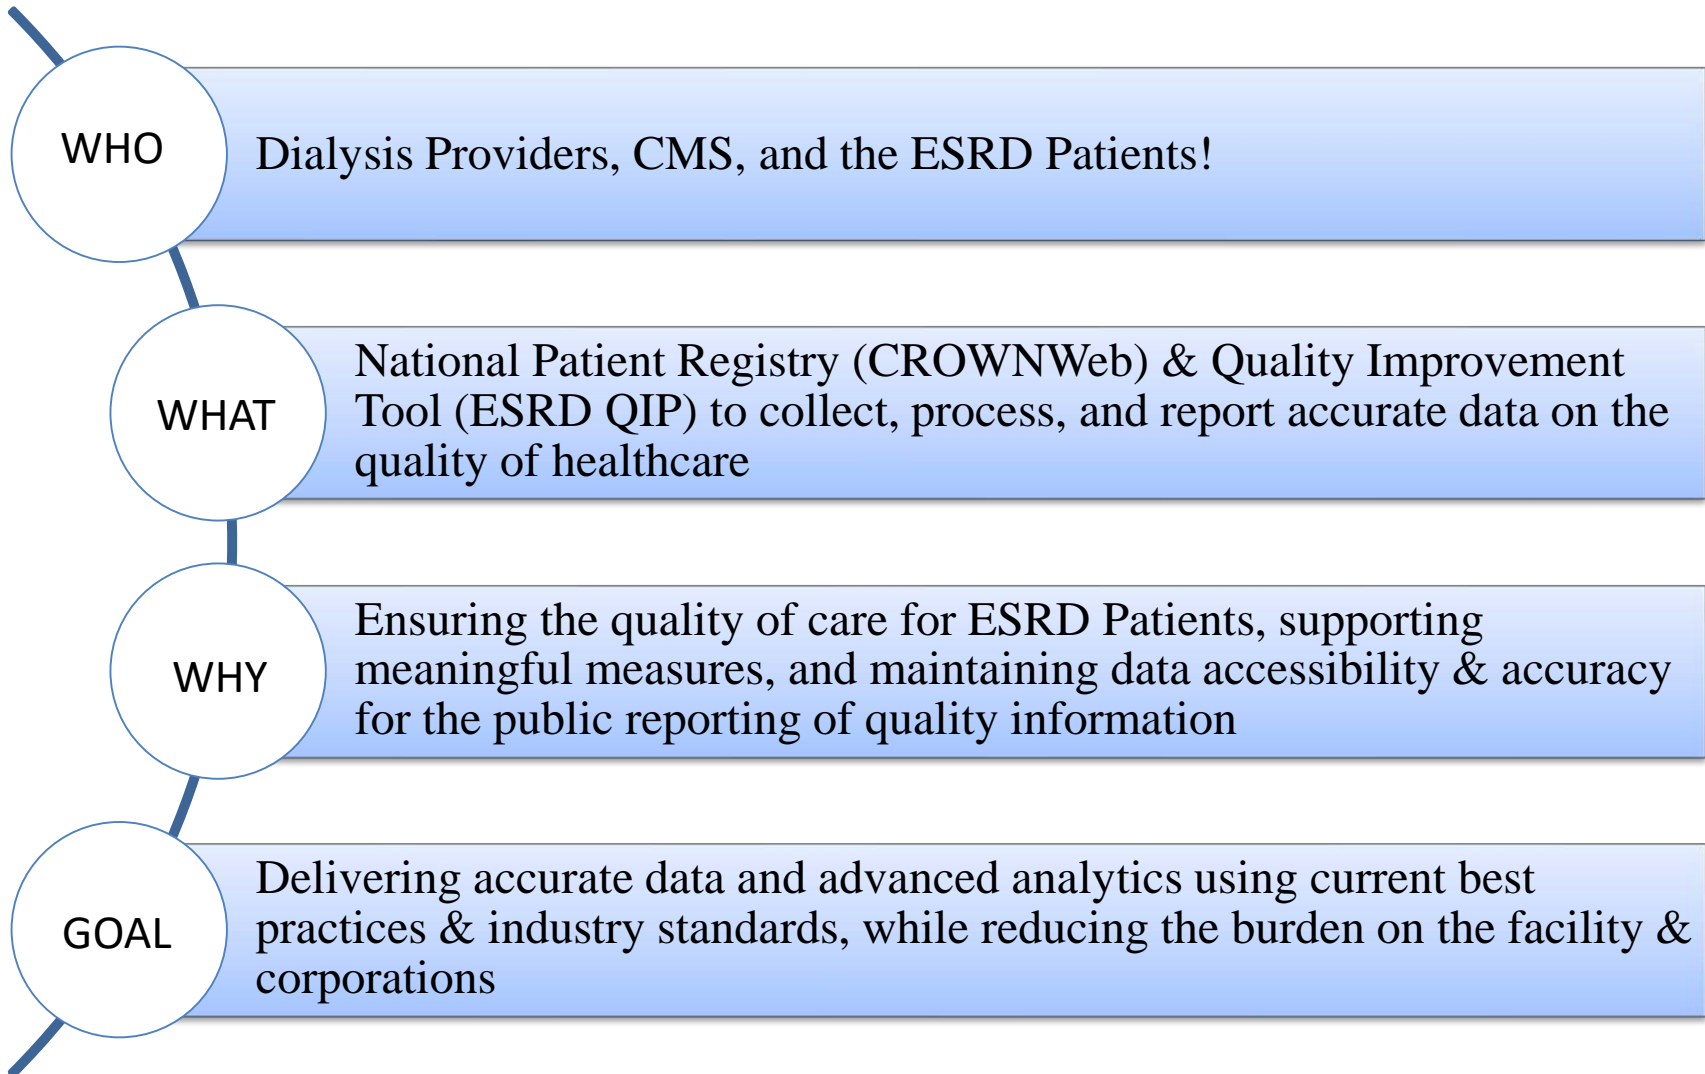 WHO
Dialysis Providers, CMS, and the ESRD Patients!
WHAT
National Patient Registry (CROWNWeb) & Quality Improvement
Tool (ESRD QIP) to collect, process, and report accurate data on the
quality of healthcare
WHY
Ensuring the quality of care for ESRD Patients, supporting
meaningful measures, and maintaining data accessibility & accuracy
for the public reporting of quality information
GOAL
Delivering accurate data and advanced analytics using current best
practices & industry standards, while reducing the burden on the facility &
corporations